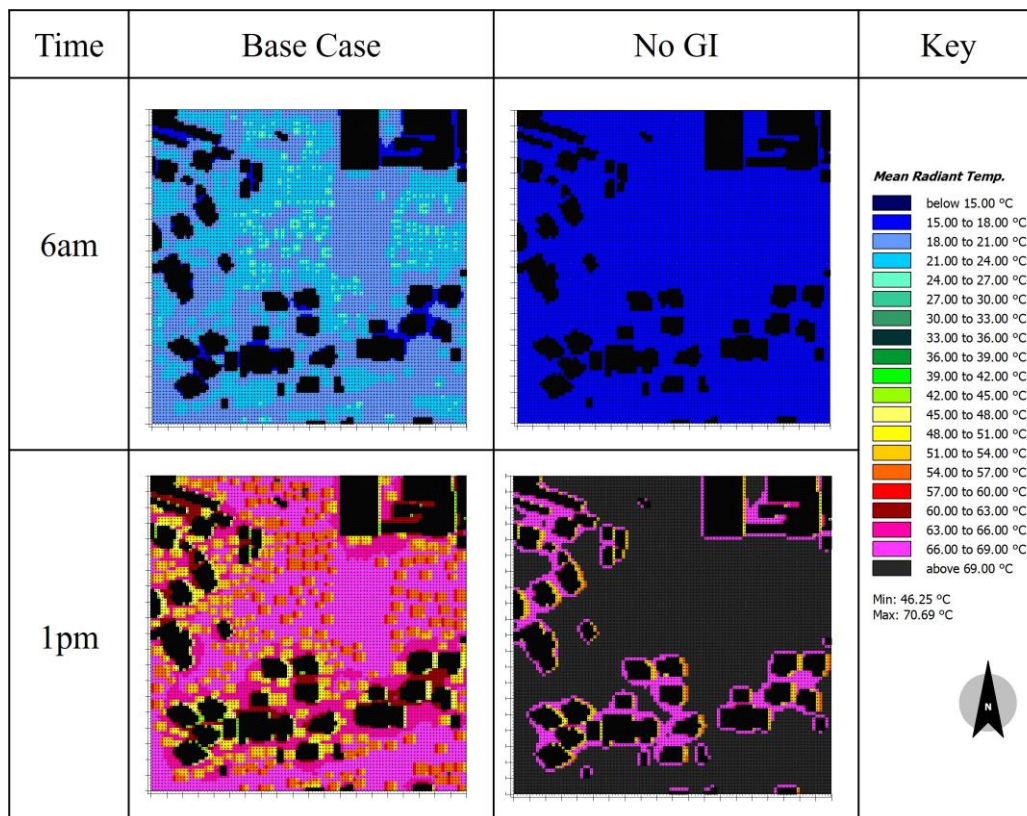 Time Base Case No GI Key
6am
Mean Radiant Temp.
below 15.00 °C
15.00 to 18.00 °C
18.00 to 21.00 °C
21.00 to 24.00 °C
24.00 to 27.00 °C
27.00 to 30.00 °C
30.00 to 33.00 °C
33.00 to 36.00 °C
36.00 to 39.00 °C
39.00 to 42.00 °C
42.00 to 45.00 °C
45.00 to 48.00 °C
48.00 to 51.00 °C
51.00 to 54.00 °C
54.00 to 57.00 °C
57.00 to 60.00 °C
60.00 to 63.00 °C
63.00 to 66.00 °C
66.00 to 69.00 °C
above 69.00 °C
Min: 46.25 °C
Max: 70.69 °C
1pm
N